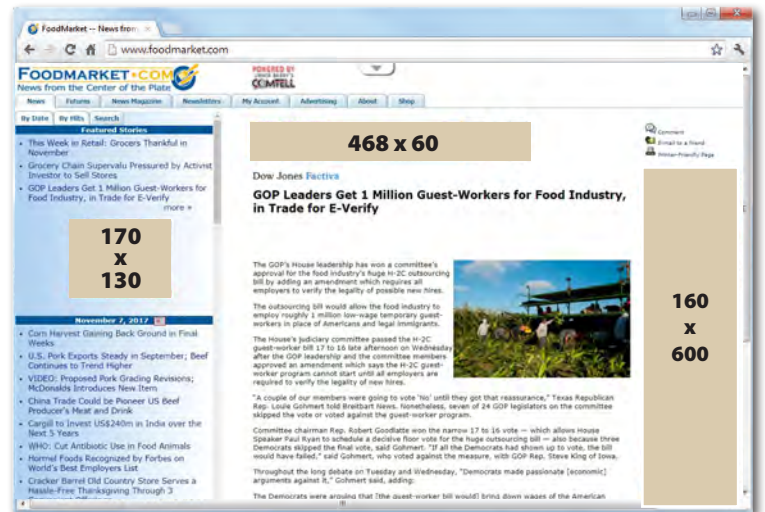 FoodMarket -- News from
www.foodmarket.com
FOODMARKET•COM
News from the Center of the Plate
POWERED BY
COMTELL
News Futures News Magazine Newsletters My Account Advertising About Shop
By Date By Hits Search
Featured Stories
• This Week in Retail: Grocers Thankful in
November
• Grocery Chain Supervalu Pressured by Activist
Investor to Sell Stores
• GOP Leaders Get 1 Million Guest-Workers for
Food Industry, in Trade for E-Verify
more »
170
x
130
November 7, 2017
• Corn Harvest Gaining Back Ground in Final
Weeks
• U.S. Pork Exports Steady in September; Beef
Continues to Trend Higher
• VIDEO: Proposed Pork Grading Revisions;
McDonalds Introduces New Item
• China Trade Could be Pioneer US Beef
Producer's Meat and Drink
• Cargill to Invest US$240m in India over the
Next 5 Years
• WHO: Cut Antibiotic Use in Food Animals
• Hormel Foods Recognized by Forbes on
World's Best Employers List
• Cracker Barrel Old Country Store Serves a
Hassle-Free Thanksgiving Through 3
468 x 60
Comment
E-mail to a friend
Printer-Friendly Page
Dow Jones Factiva
GOP Leaders Get 1 Million Guest-Workers for Food Industry,
in Trade for E-Verify
The GOP's House leadership has won a committee's
approval for the food industry's huge H-2C outsourcing
bill by adding an amendment which requires all
employers to verify the legality of possible new hires.
The outsourcing bill would allow the food industry to
employ roughly 1 million low-wage temporary guest-
workers in place of Americans and legal immigrants.
The House's judiciary committee passed the H-2C
guest-worker bill 17 to 16 late afternoon on Wednesday
after the GOP leadership and the committee members
approved an amendment which says the H-2C guest-
worker program cannot start until all employers are
required to verify the legality of new hires.
"A couple of our members were going to vote 'No' until they got that reassurance," Texas Republican
Rep. Louie Gohmert told Breitbart News. Nonetheless, seven of 24 GOP legislators on the committee
skipped the vote or voted against the guest-worker program.
Committee chairman Rep. Robert Goodlatte won the narrow 17 to 16 vote — which allows House
Speaker Paul Ryan to schedule a decisive floor vote for the huge outsourcing bill — also because three
Democrats skipped the final vote, said Gohmert. "If all the Democrats had shown up to vote, the bill
would have failed," said Gohmert, who voted against the measure, with GOP Rep. Steve King of Iowa.
Throughout the long debate on Tuesday and Wednesday, "Democrats made passionate [economic]
arguments against it," Gohmert said, adding:
The Democrats were arguing that [the guest-worker bill would] bring down wages of the American
160
x
600